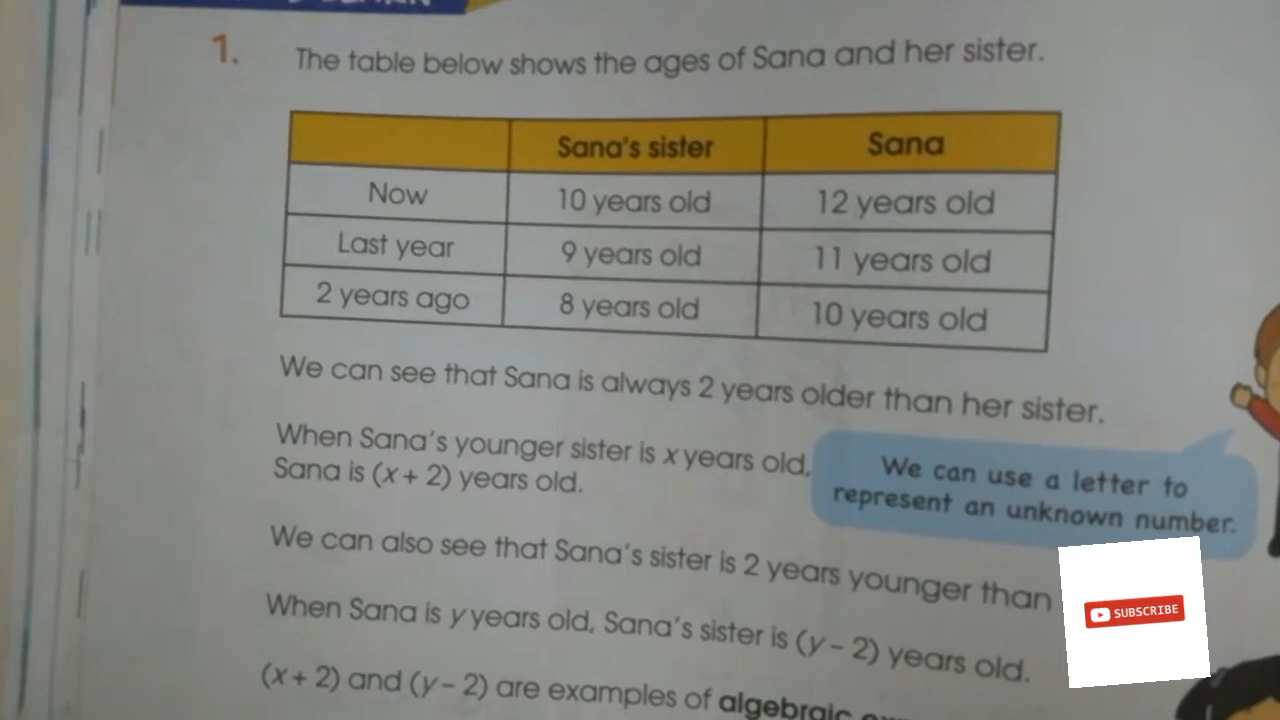 1. The table below shows the ages of Sana and her sister.
Sana's sister Sana
Now 10 years old 12 years old
Last year 9 years old 11 years old
2 years ago 8 years old 10 years old
We can see that Sana is always 2 years older than her sister.
When Sana's younger sister is x years old,
Sana is (x + 2) years old.
We can use a letter to
represent an unknown number.
We can also see that Sana's sister is 2 years younger than
SUBSCRIBE
When Sana is y years old, Sana's sister is (y – 2) years old.
(x + 2) and (y – 2) are examples of algebraic